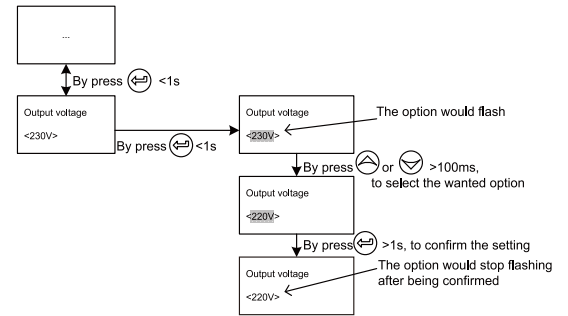 ...
By press <1s
Output voltage
<230V>
By press <1s
Output voltage
<230V>
The option would flash
By press or >100ms,
to select the wanted option
Output voltage
<220V>
By press >1s, to confirm the setting
Output voltage
<220V>
The option would stop flashing
after being confirmed